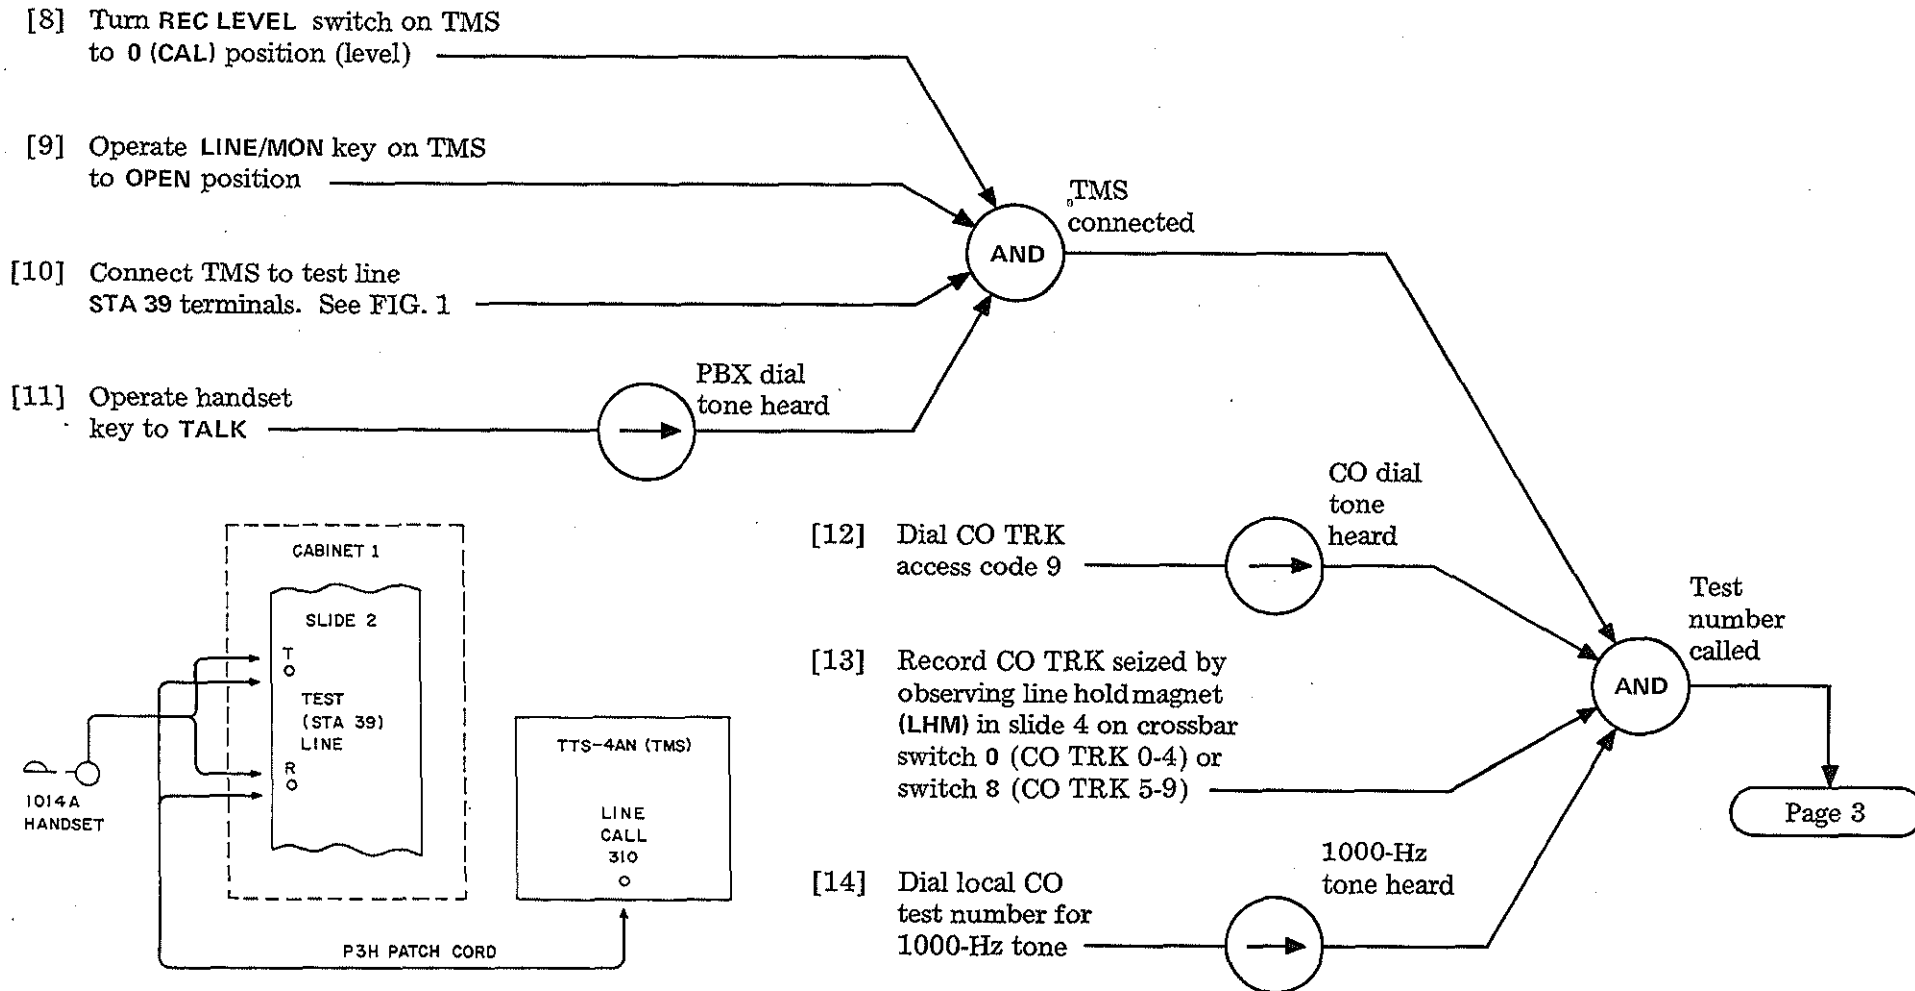 [8] Turn REC LEVEL switch on TMS
to 0 (CAL) position (level)
[9] Operate LINE/MON key on TMS
to OPEN position
TMS
connected
AND
[10] Connect TMS to test line
STA 39 terminals. See FIG. 1
PBX dial
tone heard
[11] Operate handset
key to TALK
CO dial
tone
heard
[12] Dial CO TRK
access code 9
Test
number
called
[13] Record CO TRK seized by
observing line hold magnet
(LHM) in slide 4 on crossbar
switch 0 (CO TRK 0-4) or
switch 8 (CO TRK 5-9)
AND
Page 3
1000-Hz
tone heard
[14] Dial local CO
test number for
1000-Hz tone
CABINET 1
SLIDE 2
T
TEST
(STA 39)
LINE
R
1014A
HANDSET
TTS-4AN (TMS)
LINE
CALL
310
P3H PATCH CORD